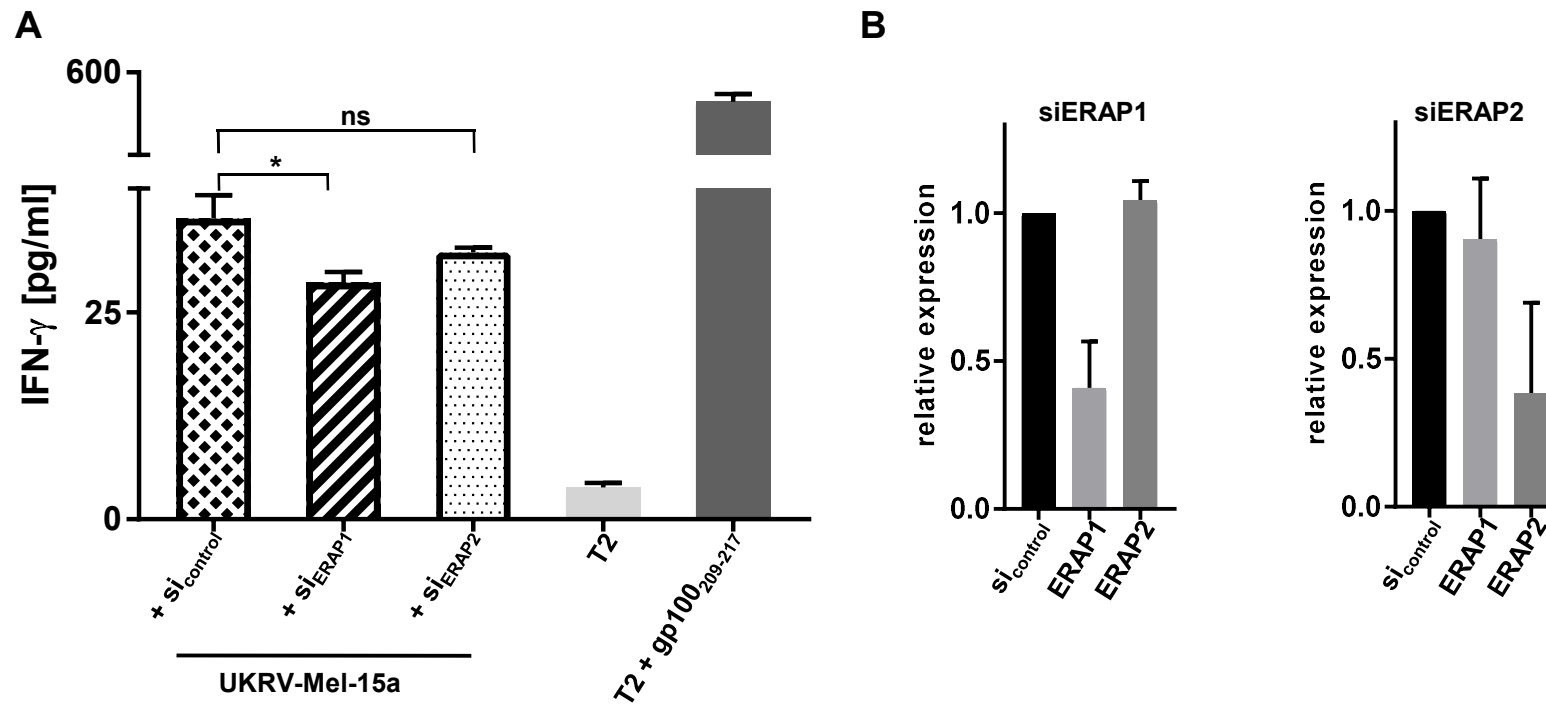 A
B
600
25
0
IFN-γ [pg/ml]
ns
*
+ sicontrol
+ siERAP1
+ siERAP2
T2
T2 + gp100209-217
UKRV-Mel-15a
siERAP1
relative expression
1.0
0.5
0.0
sicontrol
ERAP1
ERAP2
siERAP2
relative expression
1.0
0.5
0.0
sicontrol
ERAP1
ERAP2